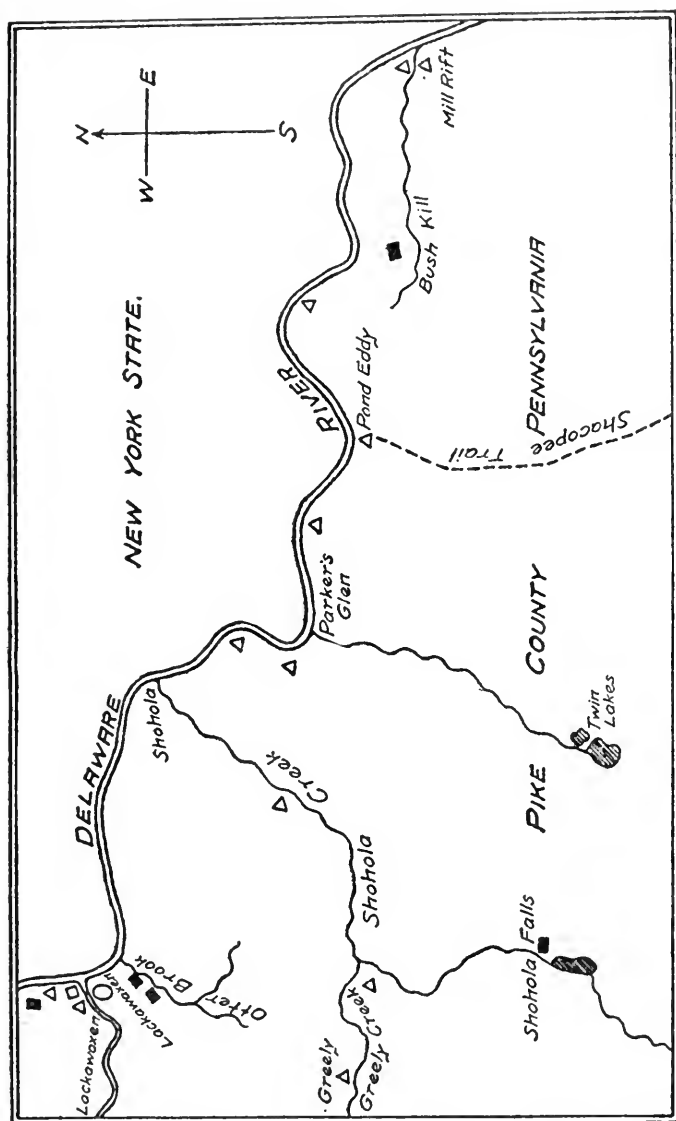 N
W
E
S
NEW YORK STATE.
DELAWARE
RIVER
Lackawaxen
Lackawaxen
Otter Brook
Shohola
Shohola
Creek
Parker's
Glen
Pond Eddy
Bush Kill
Mill Rift
Greely
Greely Creek
Shohola Falls
Twin
Lakes
Shacopee
Trail
PIKE
COUNTY
PENNSYLVANIA